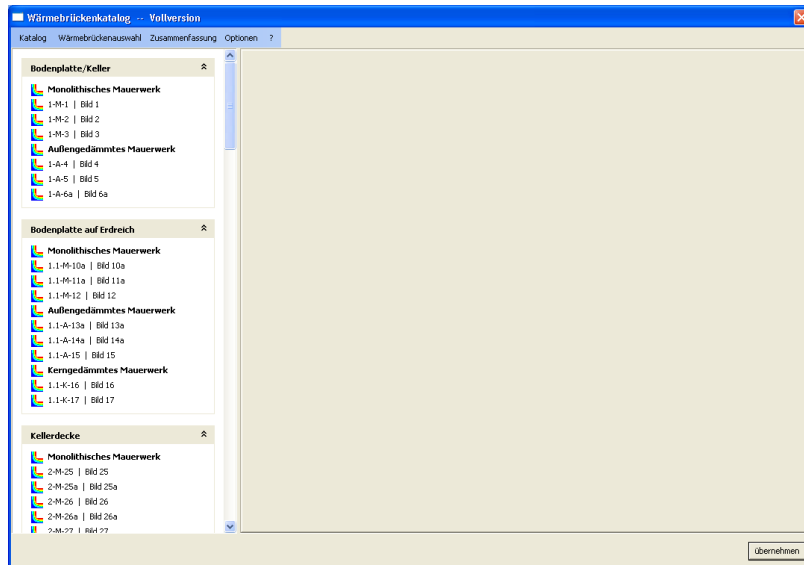 Wärmebrückenkatalog -- Vollversion
Katalog Wärmebrückenauswahl Zusammenfassung Optionen ?
Bodenplatte/Keller
Monolithisches Mauerwerk
1-M-1 | Bild 1
1-M-2 | Bild 2
1-M-3 | Bild 3
Außengedämmtes Mauerwerk
1-A-4 | Bild 4
1-A-5 | Bild 5
1-A-6a | Bild 6a
Bodenplatte auf Erdreich
Monolithisches Mauerwerk
1.1-M-10a | Bild 10a
1.1-M-11a | Bild 11a
1.1-M-12 | Bild 12
Außengedämmtes Mauerwerk
1.1-A-13a | Bild 13a
1.1-A-14a | Bild 14a
1.1-A-15 | Bild 15
Kerngedämmtes Mauerwerk
1.1-K-16 | Bild 16
1.1-K-17 | Bild 17
Kellerdecke
Monolithisches Mauerwerk
2-M-25 | Bild 25
2-M-25a | Bild 25a
2-M-26 | Bild 26
2-M-26a | Bild 26a
2-M-27 | Bild 27
übernehmen